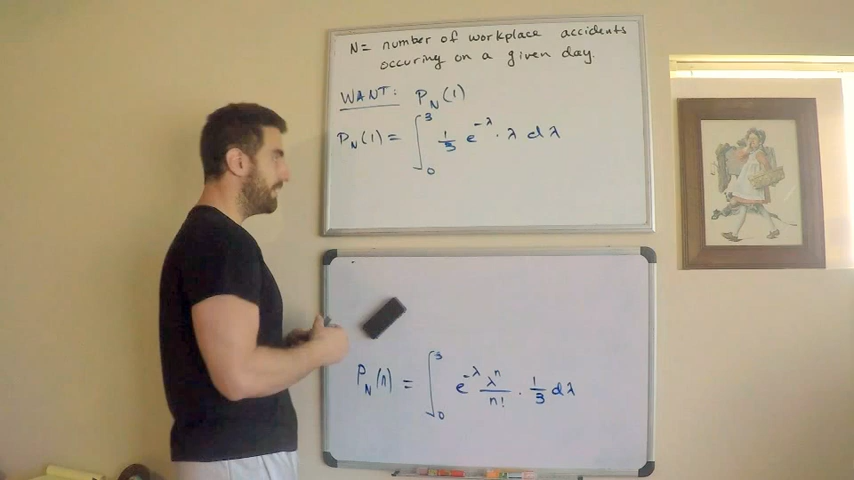 N= number of workplace accidents
occuring on a given day.
WANT: P_N(1)
P_N(1) = ∫_0^3 1/3 e^{-λ} · λ dλ
P_N(n) = ∫_0^3 e^{-λ} λ^n/n! · 1/3 dλ